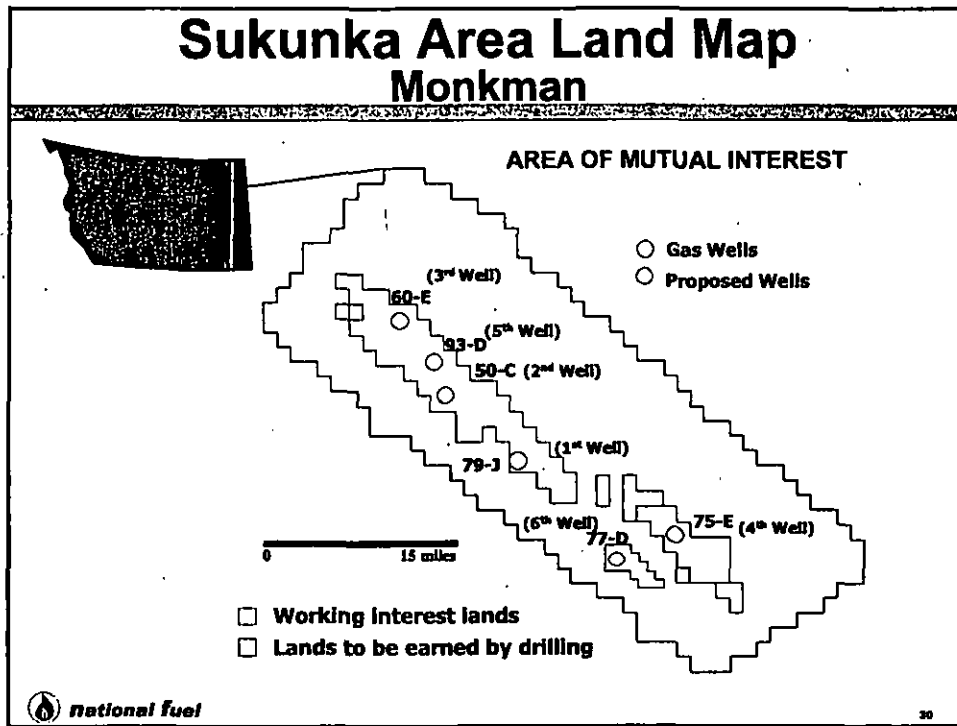 Sukunka Area Land Map
Monkman
AREA OF MUTUAL INTEREST
Gas Wells
Proposed Wells
(3rd Well)
60-E
(5th Well)
93-D
50-C (2nd Well)
(1st Well)
79-J
(6th Well)
77-D
75-E (4th Well)
0 15 miles
Working interest lands
Lands to be earned by drilling
national fuel
30